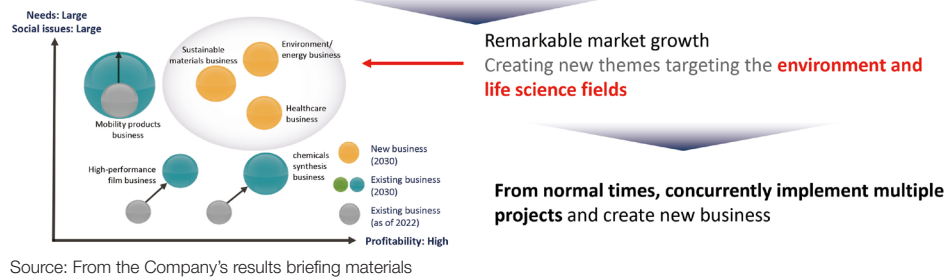 Needs: Large
Social issues: Large
Sustainable
materials business
Environment/
energy business
Healthcare
business
Mobility products
business
High-performance
film business
chemicals
synthesis
business
New business
(2030)
Existing business
(2030)
Existing business
(as of 2022)
Profitability: High
Remarkable market growth
Creating new themes targeting the environment and
life science fields
From normal times, concurrently implement multiple
projects and create new business
Source: From the Company's results briefing materials